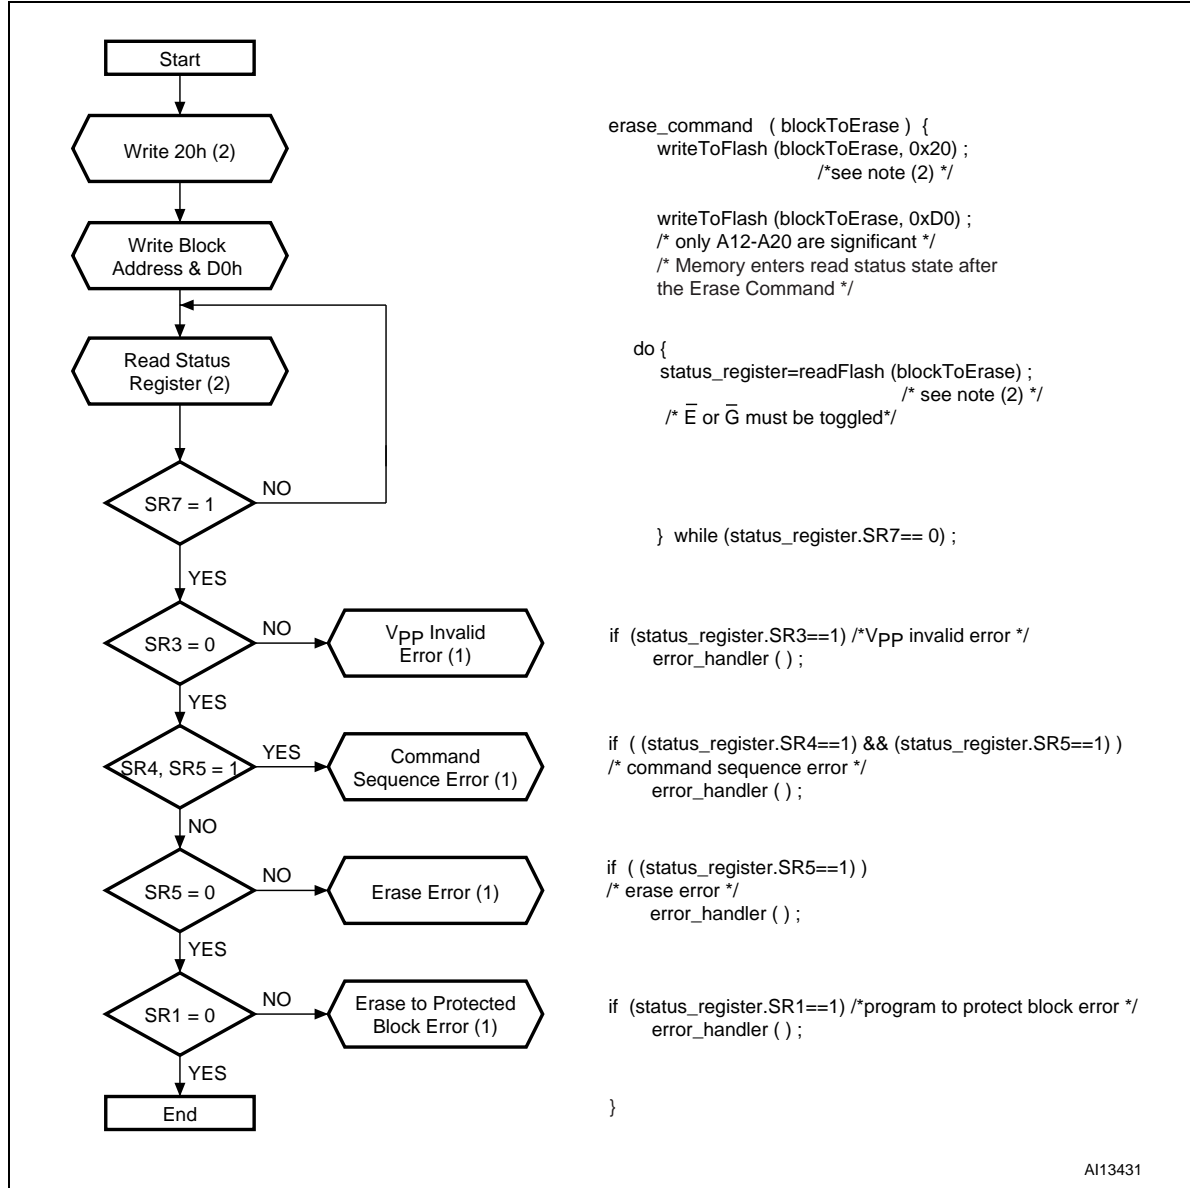 Start
Write 20h (2)
Write Block
Address & D0h
Read Status
Register (2)
SR7 = 1
NO
YES
SR3 = 0
NO
VPP Invalid
Error (1)
YES
SR4, SR5 = 1
YES
Command
Sequence Error (1)
NO
SR5 = 0
NO
Erase Error (1)
YES
SR1 = 0
NO
Erase to Protected
Block Error (1)
YES
End
erase_command ( blockToErase ) {
writeToFlash (blockToErase, 0x20) ;
/*see note (2) */
writeToFlash (blockToErase, 0xD0) ;
/* only A12-A20 are significant */
/* Memory enters read status state after
the Erase Command */
do {
status_register=readFlash (blockToErase) ;
/* see note (2) */
/* E̅ or G̅ must be toggled*/
} while (status_register.SR7== 0) ;
if (status_register.SR3==1) /*VPP invalid error */
error_handler ( ) ;
if ( (status_register.SR4==1) && (status_register.SR5==1) )
/* command sequence error */
error_handler ( ) ;
if ( (status_register.SR5==1) )
/* erase error */
error_handler ( ) ;
if (status_register.SR1==1) /*program to protect block error */
error_handler ( ) ;
}
AI13431